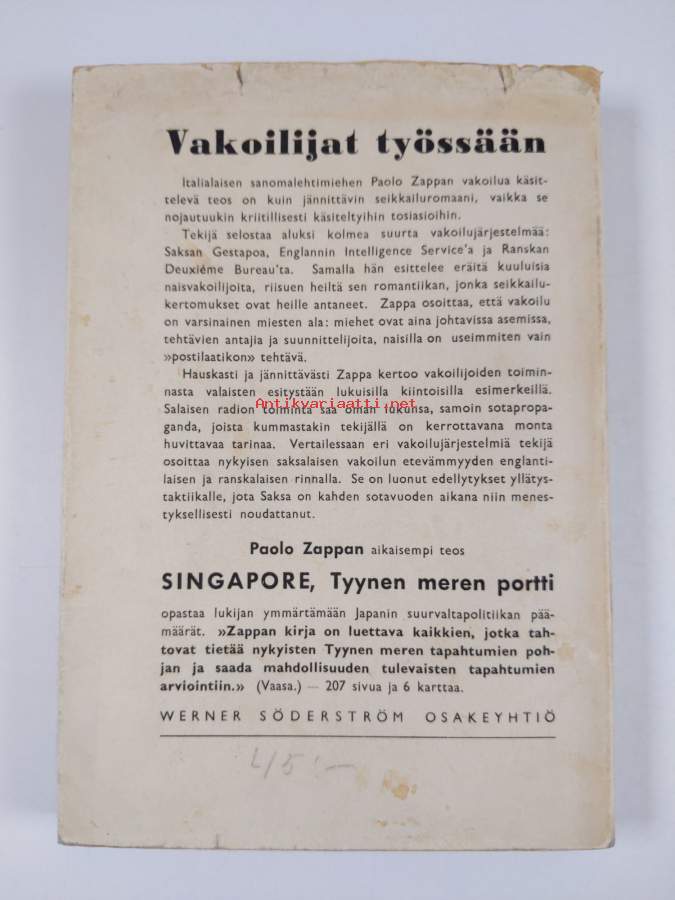 Vakoilijat työssään
Italialaisen sanomalehtimiehen Paolo Zappan vakoilua käsit-
televä teos on kuin jännittävin seikkailuromaani, vaikka se
nojautuukin kriitillisesti käsiteltyihin tosiasioihin.
Tekijä selostaa aluksi kolmea suurta vakoilujärjestelmää:
Saksan Gestapoa, Englannin Intelligence Service'a ja Ranskan
Deuxiéme Bureau'ta. Samalla hän esittelee eräitä kuuluisia
naisvakoilijoita, riisuen heiltä sen romantiikan, jonka seikkailu-
kertomukset ovat heille antaneet. Zappa osoittaa, että vakoilu
on varsinainen miesten ala: miehet ovat aina johtavissa asemissa,
tehtävien antajia ja suunnittelijoita, naisilla on useimmiten vain
»postilaatikon» tehtävä.
Hauskasti ja jännittävästi Zappa kertoo vakoilijoiden toimin-
nasta valaisten esitystään lukuisilla kiintoisilla esimerkeillä.
Antikvariaatti.net
Salaisen radion toiminta saa oman lukunsa, samoin sotapropa-
ganda, joista kummastakin tekijällä on kerrottavana monta
huvittavaa tarinaa. Vertaillessaan eri vakoilujärjestelmiä tekijä
osoittaa nykyisen saksalaisen vakoilun etevämmyyden englanti-
laisen ja ranskalaisen rinnalla. Se on luonut edellytykset yllätys-
taktiikalle, jota Saksa on kahden sotavuoden aikana niin menes-
tyksellisesti noudattanut.
Paolo Zappan aikaisempi teos
SINGAPORE, Tyynen meren portti
opastaa lukijan ymmärtämään Japanin suurvaltapolitiikan pää-
määrät. »Zappan kirja on luettava kaikkien, jotka tah-
tovat tietää nykyisten Tyynen meren tapahtumien poh-
jan ja saada mahdollisuuden tulevaisten tapahtumien
arviointiin.» (Vaasa.) — 207 sivua ja 6 karttaa.
WERNER SÖDERSTRÖM OSAKEYHTIÖ
45:—